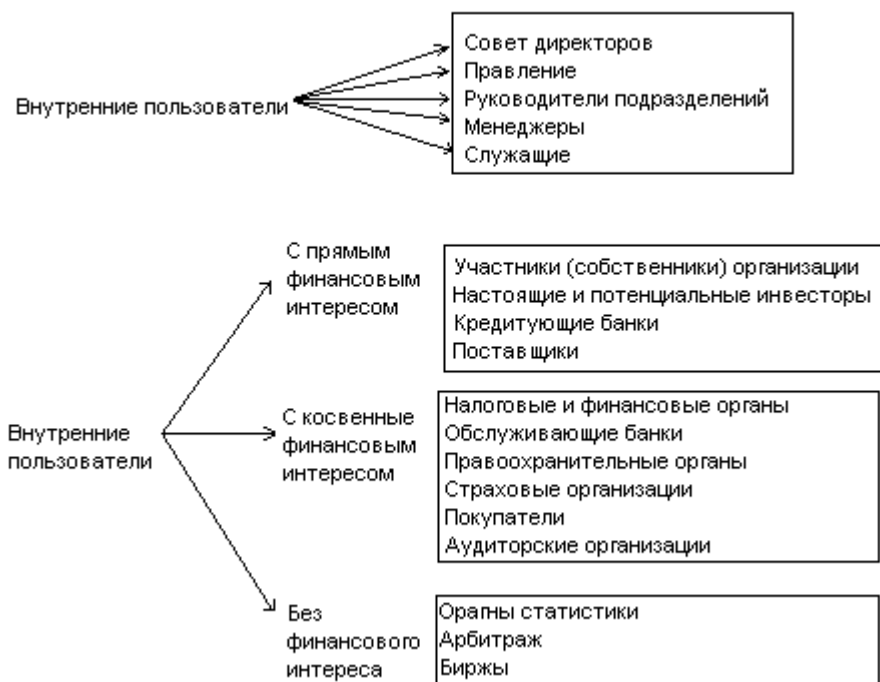 Внутренние пользователи
Совет директоров
Правление
Руководители подразделений
Менеджеры
Служащие
Внутренние
пользователи
С прямым
финансовым
интересом
Участники (собственники) организации
Настоящие и потенциальные инвесторы
Кредитующие банки
Поставщики
С косвенные
финансовым
интересом
Налоговые и финансовые органы
Обслуживающие банки
Правоохранительные органы
Страховые организации
Покупатели
Аудиторские организации
Без
финансового
интереса
Орагны статистики
Арбитраж
Биржы